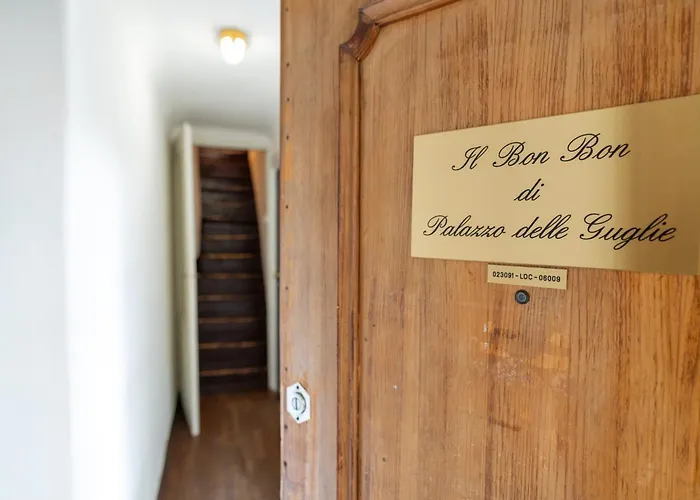 Il Bon Bon
di
Palazzo delle Guglie
023091-LOC-06009